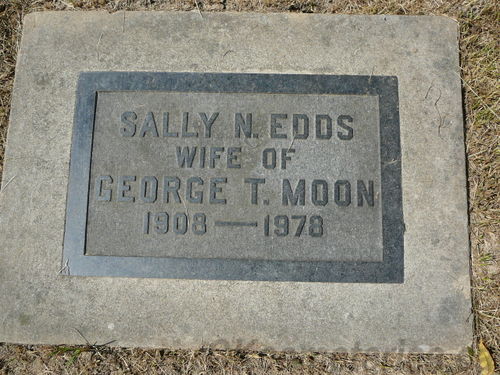 SALLY N. EDDS
WIFE OF
GEORGE T. MOON
1908 — 1978